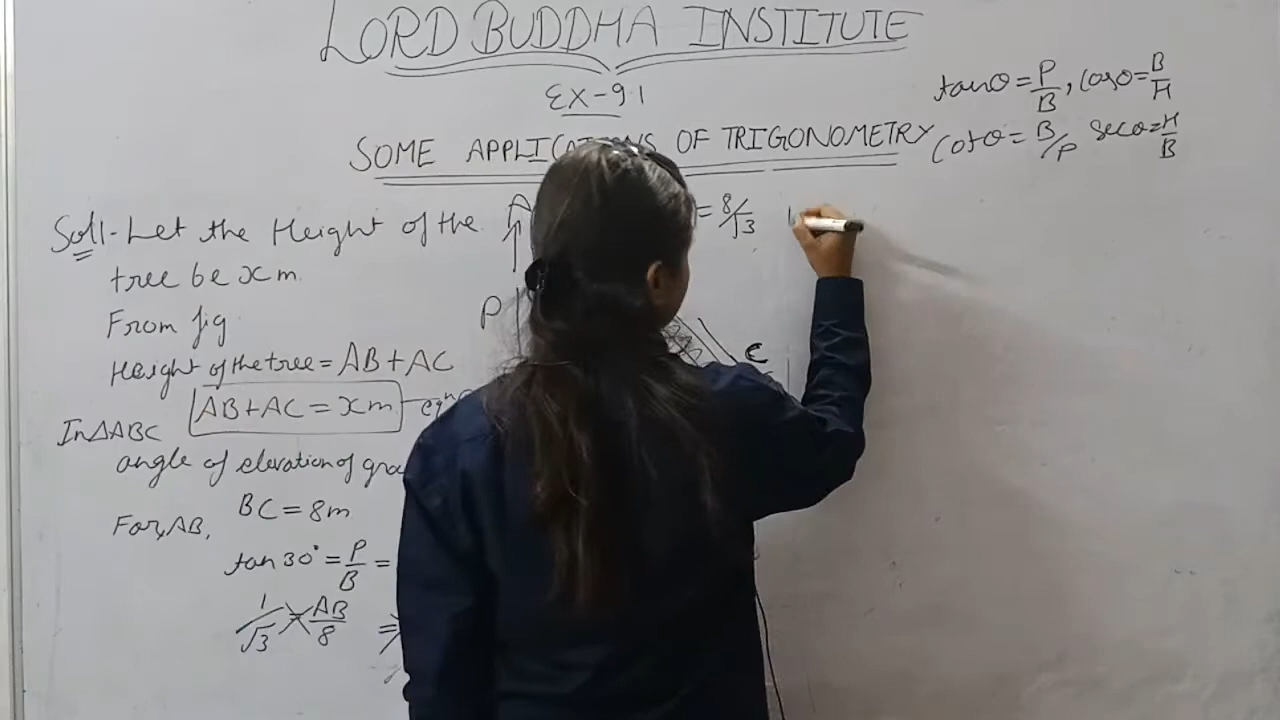 LORD BUDDHA INSTITUTE
EX-9.1
SOME APPLICATIONS OF TRIGONOMETRY
tanθ = P/B, cosθ = B/H
cotθ = B/P secθ = H/B
Sol1- Let the Height of the
tree be x m.
From fig
Height of the tree = AB + AC
AB + AC = x m
In ΔABC
angle of elevation of
BC = 8m
For AB,
tan 30° = P/B =
1/√3 = AB/8 ⇒
A
P
C
= 8/√3